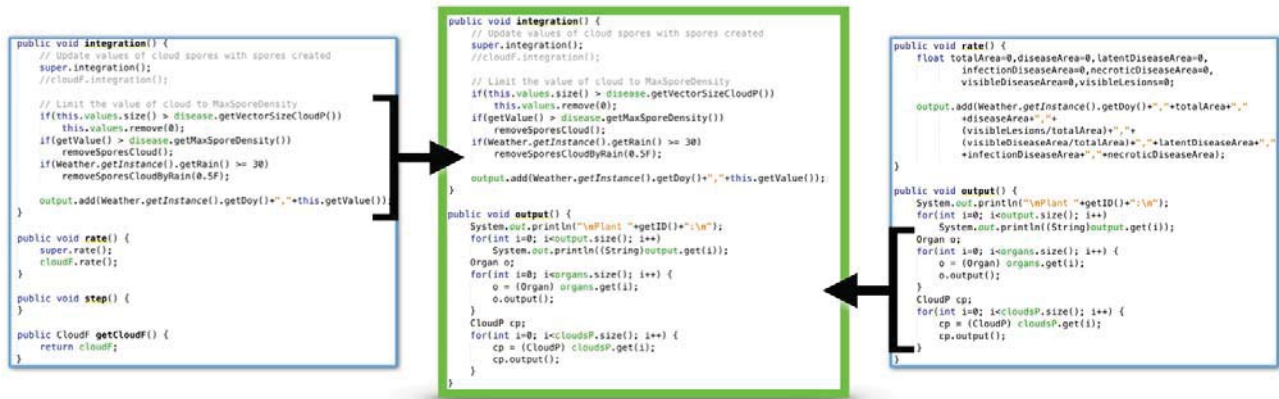 public void integration() {
// Update values of cloud spores with spores created
super.integration();
//cloudF.integration();
// Limit the value of cloud to MaxSporeDensity
if(this.values.size() > disease.getVectorSizeCloudP())
this.values.remove(0);
if(getValue() > disease.getMaxSporeDensity())
removeSporesCloud();
if(Weather.getInstance().getRain() >= 30)
removeSporesCloudByRain(0.5F);
output.add(Weather.getInstance().getDoy()+","+this.getValue());
}
public void rate() {
super.rate();
cloudF.rate();
}
public void step() {
}
public CloudF getCloudF() {
return cloudF;
}
public void integration() {
// Update values of cloud spores with spores created
super.integration();
//cloudF.integration();
// Limit the value of cloud to MaxSporeDensity
if(this.values.size() > disease.getVectorSizeCloudP())
this.values.remove(0);
if(getValue() > disease.getMaxSporeDensity())
removeSporesCloud();
if(Weather.getInstance().getRain() >= 30)
removeSporesCloudByRain(0.5F);
output.add(Weather.getInstance().getDoy()+","+this.getValue());
}
public void output() {
System.out.println("\nPlant "+getID()+":\n");
for(int i=0; i<output.size(); i++)
System.out.println((String)output.get(i));
Organ o;
for(int i=0; i<organs.size(); i++) {
o = (Organ) organs.get(i);
o.output();
}
CloudP cp;
for(int i=0; i<cloudsP.size(); i++) {
cp = (CloudP) cloudsP.get(i);
cp.output();
}
}
public void rate() {
float totalArea=0,diseaseArea=0,latentDiseaseArea=0,
infectionDiseaseArea=0,necroticDiseaseArea=0,
visibleDiseaseArea=0,visibleLesions=0;
output.add(Weather.getInstance().getDoy()+","+totalArea+","
+diseaseArea+","+
(visibleLesions/totalArea)+","+
(visibleDiseaseArea/totalArea)+","+latentDiseaseArea+","
+infectionDiseaseArea+","+necroticDiseaseArea);
}
public void output() {
System.out.println("\nPlant "+getID()+":\n");
for(int i=0; i<output.size(); i++)
System.out.println((String)output.get(i));
Organ o;
for(int i=0; i<organs.size(); i++) {
o = (Organ) organs.get(i);
o.output();
}
CloudP cp;
for(int i=0; i<cloudsP.size(); i++) {
cp = (CloudP) cloudsP.get(i);
cp.output();
}
}